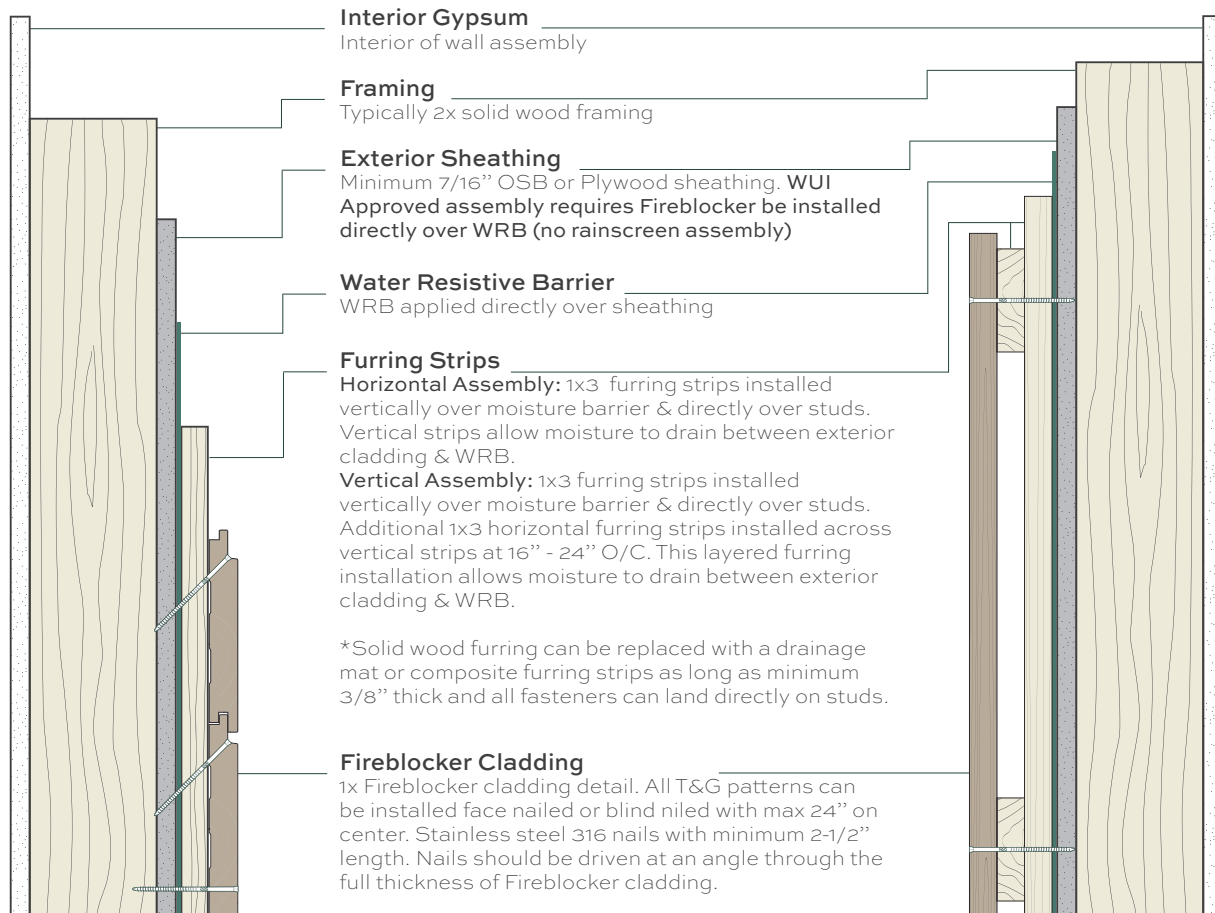 Interior Gypsum
Interior of wall assembly
Framing
Typically 2x solid wood framing
Exterior Sheathing
Minimum 7/16” OSB or Plywood sheathing. WUI
Approved assembly requires Fireblocker be installed
directly over WRB (no rainscreen assembly)
Water Resistive Barrier
WRB applied directly over sheathing
Furring Strips
Horizontal Assembly: 1x3 furring strips installed
vertically over moisture barrier & directly over studs.
Vertical strips allow moisture to drain between exterior
cladding & WRB.
Vertical Assembly: 1x3 furring strips installed
vertically over moisture barrier & directly over studs.
Additional 1x3 horizontal furring strips installed across
vertical strips at 16” - 24” O/C. This layered furring
installation allows moisture to drain between exterior
cladding & WRB.
*Solid wood furring can be replaced with a drainage
mat or composite furring strips as long as minimum
3/8” thick and all fasteners can land directly on studs.
Fireblocker Cladding
1x Fireblocker cladding detail. All T&G patterns can
be installed face nailed or blind niled with max 24” on
center. Stainless steel 316 nails with minimum 2-1/2”
length. Nails should be driven at an angle through the
full thickness of Fireblocker cladding.